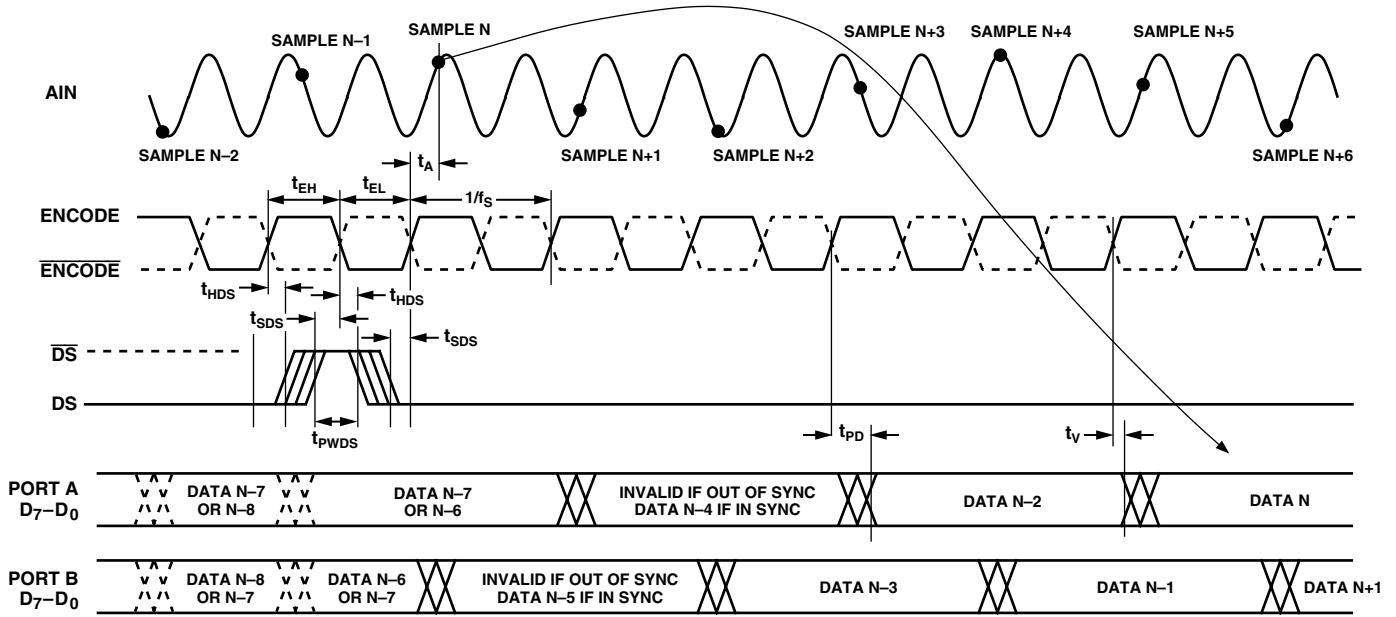 SAMPLE N–1
SAMPLE N
SAMPLE N+3
SAMPLE N+4
SAMPLE N+5
AIN
SAMPLE N–2
tA
SAMPLE N+1
SAMPLE N+2
SAMPLE N+6
tEH
tEL
1/fS
ENCODE
ENCODE
tHDS
tHDS
tSDS
tSDS
DS
DS
tPWDS
tPD
tV
PORT A
D7–D0
DATA N–7
OR N–8
DATA N–7
OR N–6
INVALID IF OUT OF SYNC
DATA N–4 IF IN SYNC
DATA N–2
DATA N
PORT B
D7–D0
DATA N–8
OR N–7
DATA N–6
OR N–7
INVALID IF OUT OF SYNC
DATA N–5 IF IN SYNC
DATA N–3
DATA N–1
DATA N+1